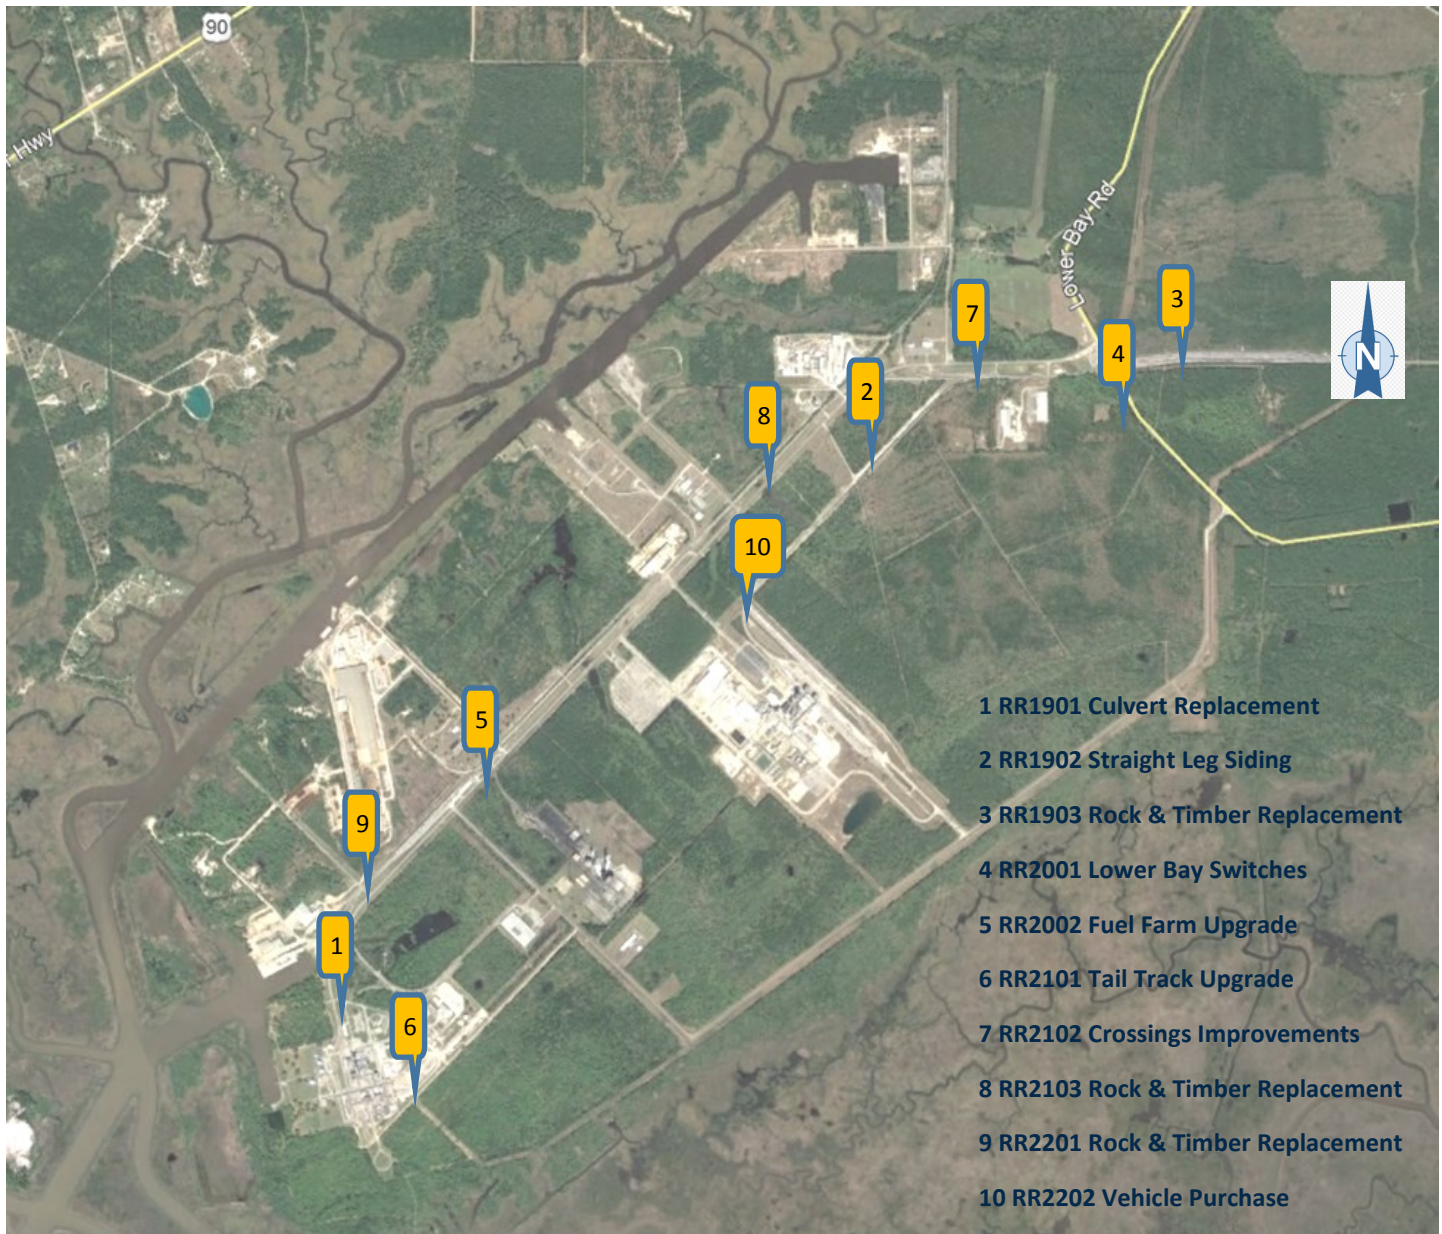 90
r Hwy
Lower Bay Rd
3
7
4
N
2
8
10
5
9
1
6
1 RR1901 Culvert Replacement
2 RR1902 Straight Leg Siding
3 RR1903 Rock & Timber Replacement
4 RR2001 Lower Bay Switches
5 RR2002 Fuel Farm Upgrade
6 RR2101 Tail Track Upgrade
7 RR2102 Crossings Improvements
8 RR2103 Rock & Timber Replacement
9 RR2201 Rock & Timber Replacement
10 RR2202 Vehicle Purchase